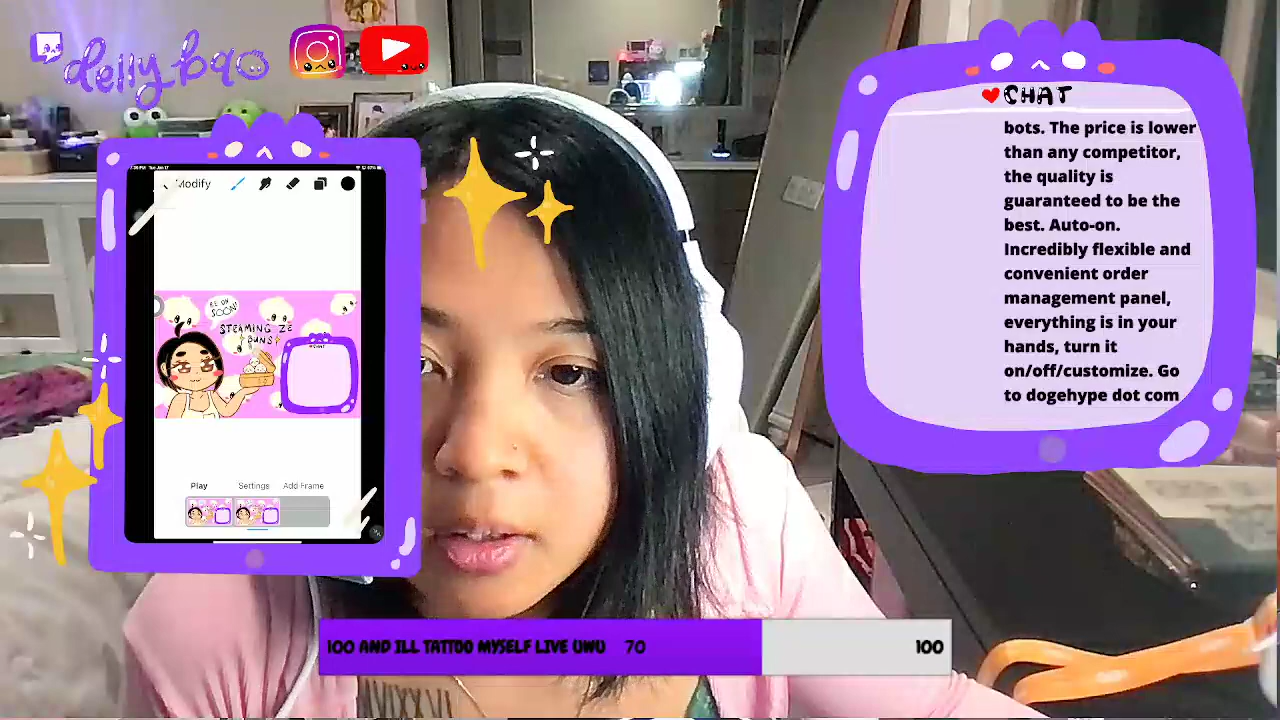 delly_bao
Modify
BE ON
SOON!
STEAMING ZE
BUNS!
CHAT
Play
Settings
Add Frame
CHAT
bots. The price is lower
than any competitor,
the quality is
guaranteed to be the
best. Auto-on.
Incredibly flexible and
convenient order
management panel,
everything is in your
hands, turn it
on/off/customize. Go
to dogehype dot com
100 AND ILL TATTOO MYSELF LIVE UWU 70
100